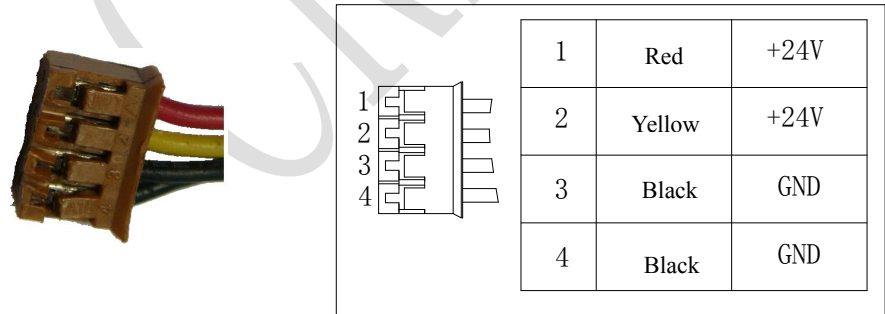 1 Red +24V
2 Yellow +24V
3 Black GND
4 Black GND
1
2
3
4